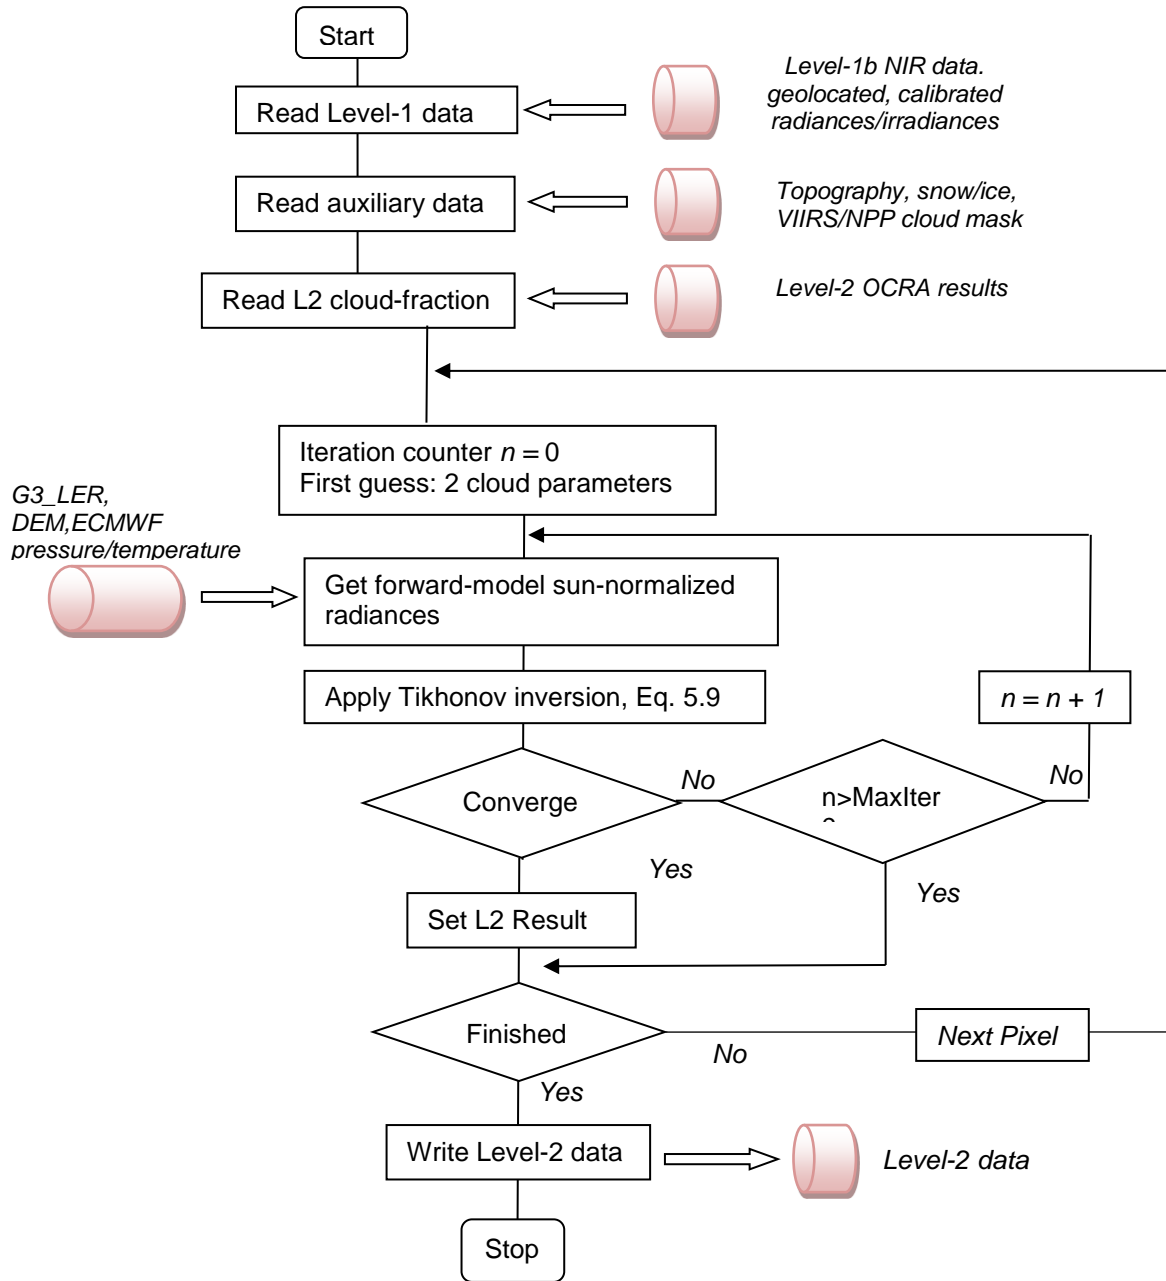 Start
Read Level-1 data
Level-1b NIR data.
geolocated, calibrated
radiances/irradiances
Read auxiliary data
Topography, snow/ice,
VIIRS/NPP cloud mask
Read L2 cloud-fraction
Level-2 OCRA results
Iteration counter n = 0
First guess: 2 cloud parameters
G3_LER,
DEM,ECMWF
pressure/temperature
Get forward-model sun-normalized
radiances
Apply Tikhonov inversion, Eq. 5.9
n = n + 1
Converge
No
n>MaxIter
No
Yes
Yes
Set L2 Result
Finished
No
Next Pixel
Yes
Write Level-2 data
Level-2 data
Stop